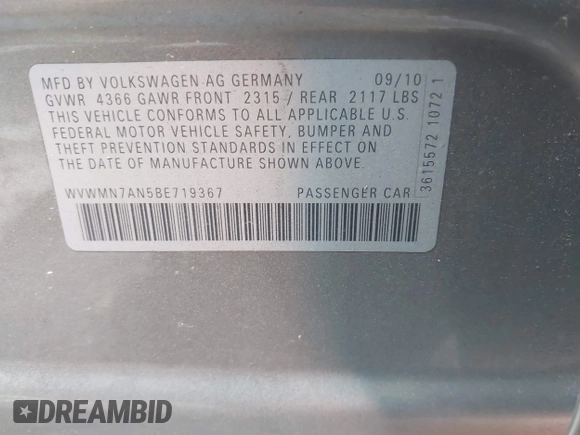 MFD BY VOLKSWAGEN AG GERMANY 09/10
GVWR 4366 GAWR FRONT 2315 / REAR 2117 LBS
THIS VEHICLE CONFORMS TO ALL APPLICABLE U.S.
FEDERAL MOTOR VEHICLE SAFETY, BUMPER AND
THEFT PREVENTION STANDARDS IN EFFECT ON
THE DATE OF MANUFACTURE SHOWN ABOVE.
WVWMN7AN5BE719367 PASSENGER CAR
3615572 1072 1
DREAMBID